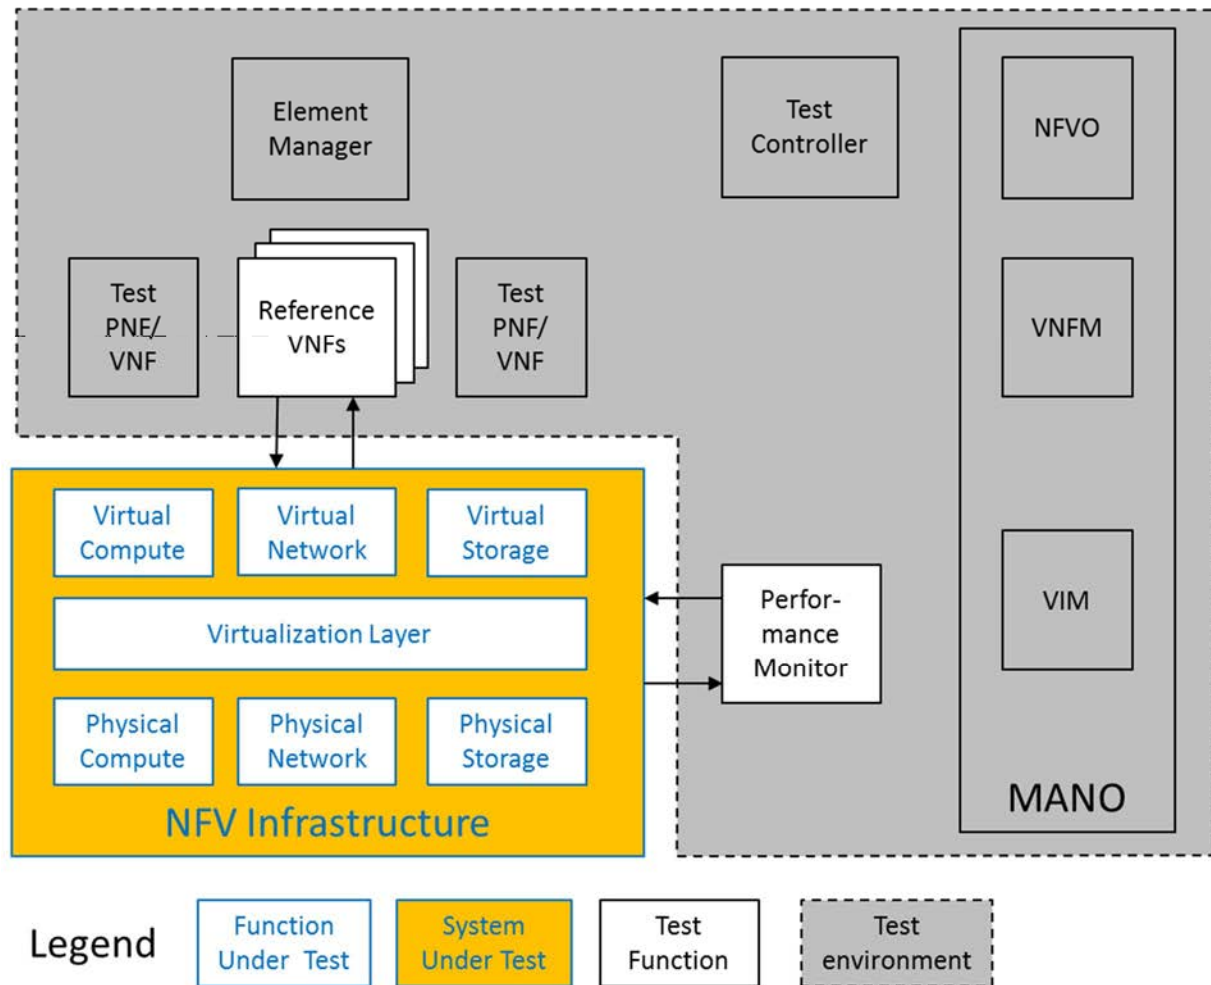 Element
Manager
Test
Controller
NFVO
Test
PNF/
VNF
Reference
VNFs
Test
PNF/
VNF
VNFM
Virtual
Compute
Virtual
Network
Virtual
Storage
Virtualization Layer
Perfor-
mance
Monitor
VIM
Physical
Compute
Physical
Network
Physical
Storage
NFV Infrastructure
MANO
Legend
Function
Under Test
System
Under Test
Test
Function
Test
environment